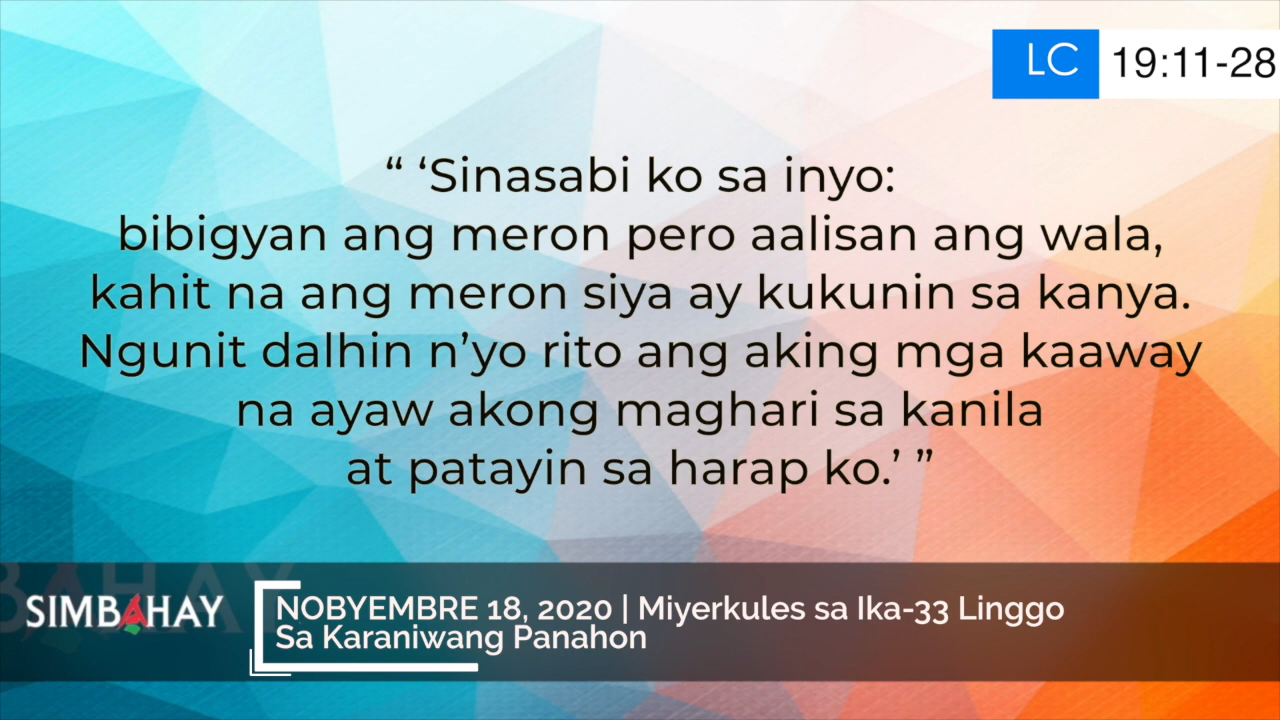 LC 19:11-28
“ ‘Sinasabi ko sa inyo:
bibigyan ang meron pero aalisan ang wala,
kahit na ang meron siya ay kukunin sa kanya.
Ngunit dalhin n’yo rito ang aking mga kaaway
na ayaw akong maghari sa kanila
at patayin sa harap ko.’ ”
SIMBAHAY
NOBYEMBRE 18, 2020 | Miyerkules sa Ika-33 Linggo
Sa Karaniwang Panahon